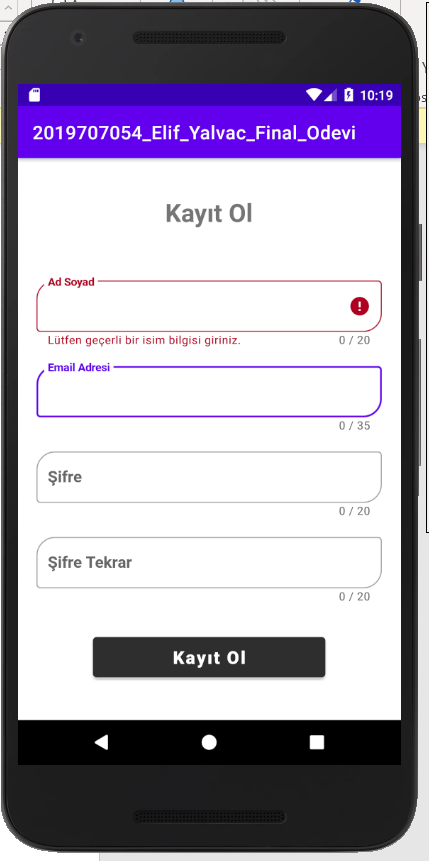 10:19
2019707054_Elif_Yalvac_Final_Odevi
Kayıt Ol
Ad Soyad
Lütfen geçerli bir isim bilgisi giriniz.
0 / 20
Email Adresi
0 / 35
Şifre
0 / 20
Şifre Tekrar
0 / 20
Kayıt Ol